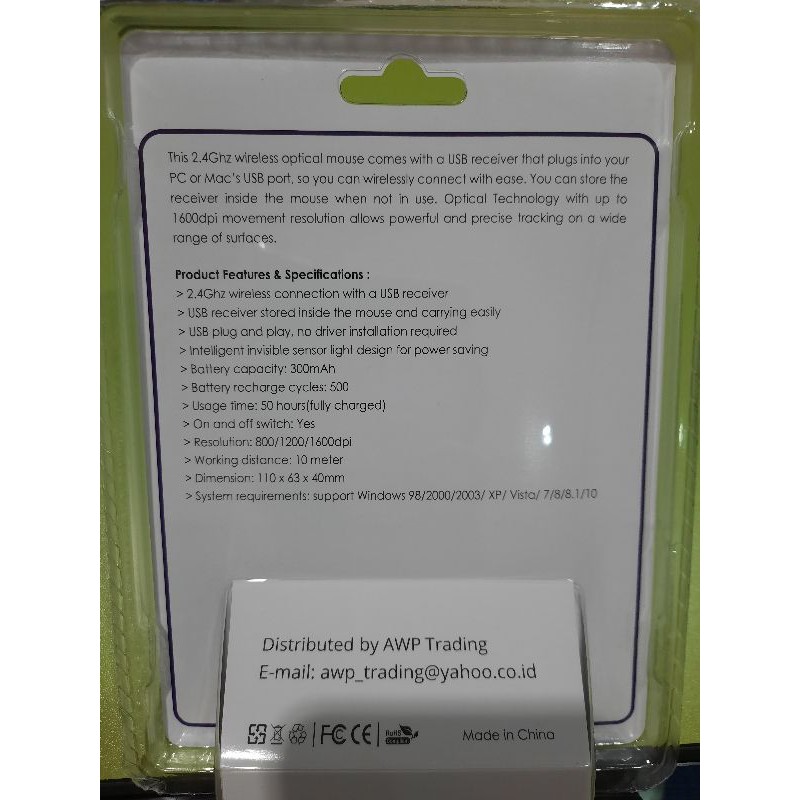 This 2.4Ghz wireless optical mouse comes with a USB receiver that plugs into your
PC or Mac's USB port, so you can wirelessly connect with ease. You can store the
receiver inside the mouse when not in use. Optical Technology with up to
1600dpi movement resolution allows powerful and precise tracking on a wide
range of surfaces.
Product Features & Specifications :
> 2.4Ghz wireless connection with a USB receiver
> USB receiver stored inside the mouse and carrying easily
> USB plug and play, no driver installation required
> Intelligent invisible sensor light design for power saving
> Battery capacity: 300mAh
> Battery recharge cycles: 500
> Usage time: 50 hours(fully charged)
> On and off switch: Yes
> Resolution: 800/1200/1600dpi
> Working distance: 10 meter
> Dimension: 110 x 63 x 40mm
> System requirements: support Windows 98/2000/2003/ XP/ Vista/ 7/8/8.1/10
Distributed by AWP Trading
E-mail: awp_trading@yahoo.co.id
FC CE RoHS Made in China